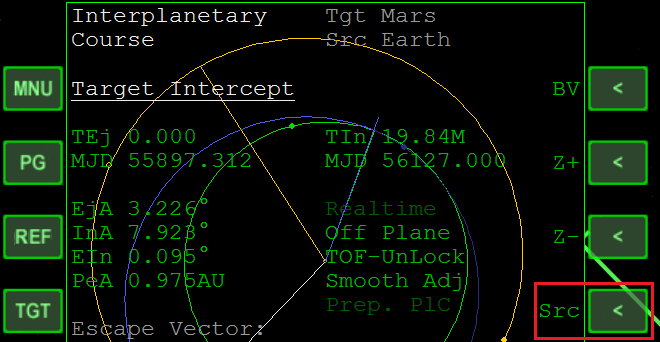 Interplanetary Tgt Mars
Course Src Earth
MNU Target Intercept BV <
TEj 0.000 TIn 19.84M
PG MJD 55897.312 MJD 56127.000 Z+ <
EjA 3.226° Realtime
REF InA 7.923° Off Plane Z- <
EIn 0.095° TOF-UnLock
PeA 0.975AU Smooth Adj
TGT Prep. PlC Src <
Escape Vector: